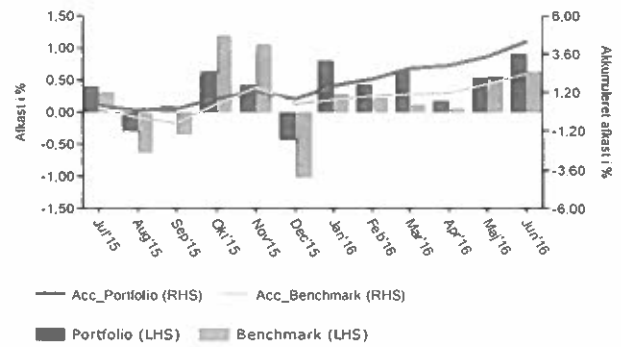 1.50
1.00
0.50
0.00
-0.50
-1.00
-1.50
Afkast i %
6.00
3.60
1.20
-1.20
-3.60
-6.00
Akkumuleret afkast i %
Jul'15
Aug'15
Sep'15
Okt'15
Nov'15
Dec'15
Jan'16
Feb'16
Mar'16
Apr'16
Maj'16
Jun'16
Acc_Portfolio (RHS)
Acc_Benchmark (RHS)
Portfolio (LHS)
Benchmark (LHS)